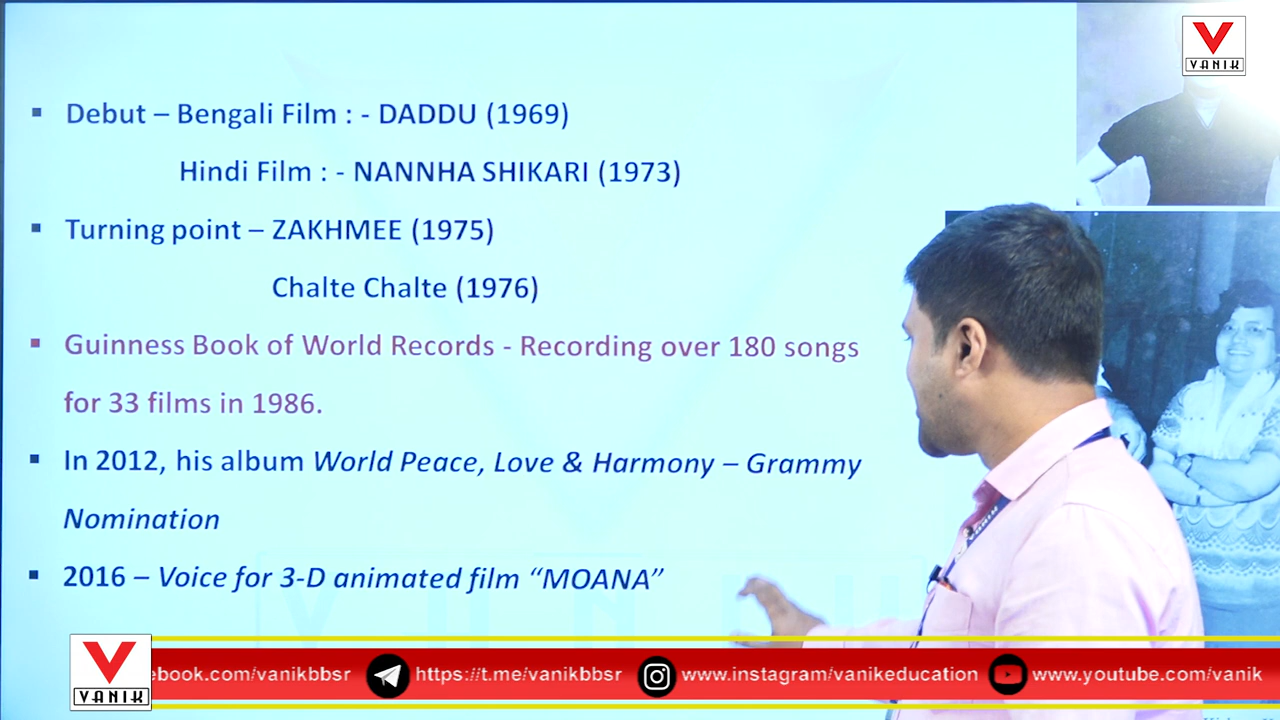 VANIK
▪ Debut – Bengali Film : - DADDU (1969)
Hindi Film : - NANNHA SHIKARI (1973)
▪ Turning point – ZAKHMEE (1975)
Chalte Chalte (1976)
▪ Guinness Book of World Records - Recording over 180 songs
for 33 films in 1986.
▪ In 2012, his album World Peace, Love & Harmony – Grammy
Nomination
▪ 2016 – Voice for 3-D animated film “MOANA”
VANIK
ebook.com/vanikbbsr https://t.me/vanikbbsr www.instagram/vanikeducation www.youtube.com/vanik